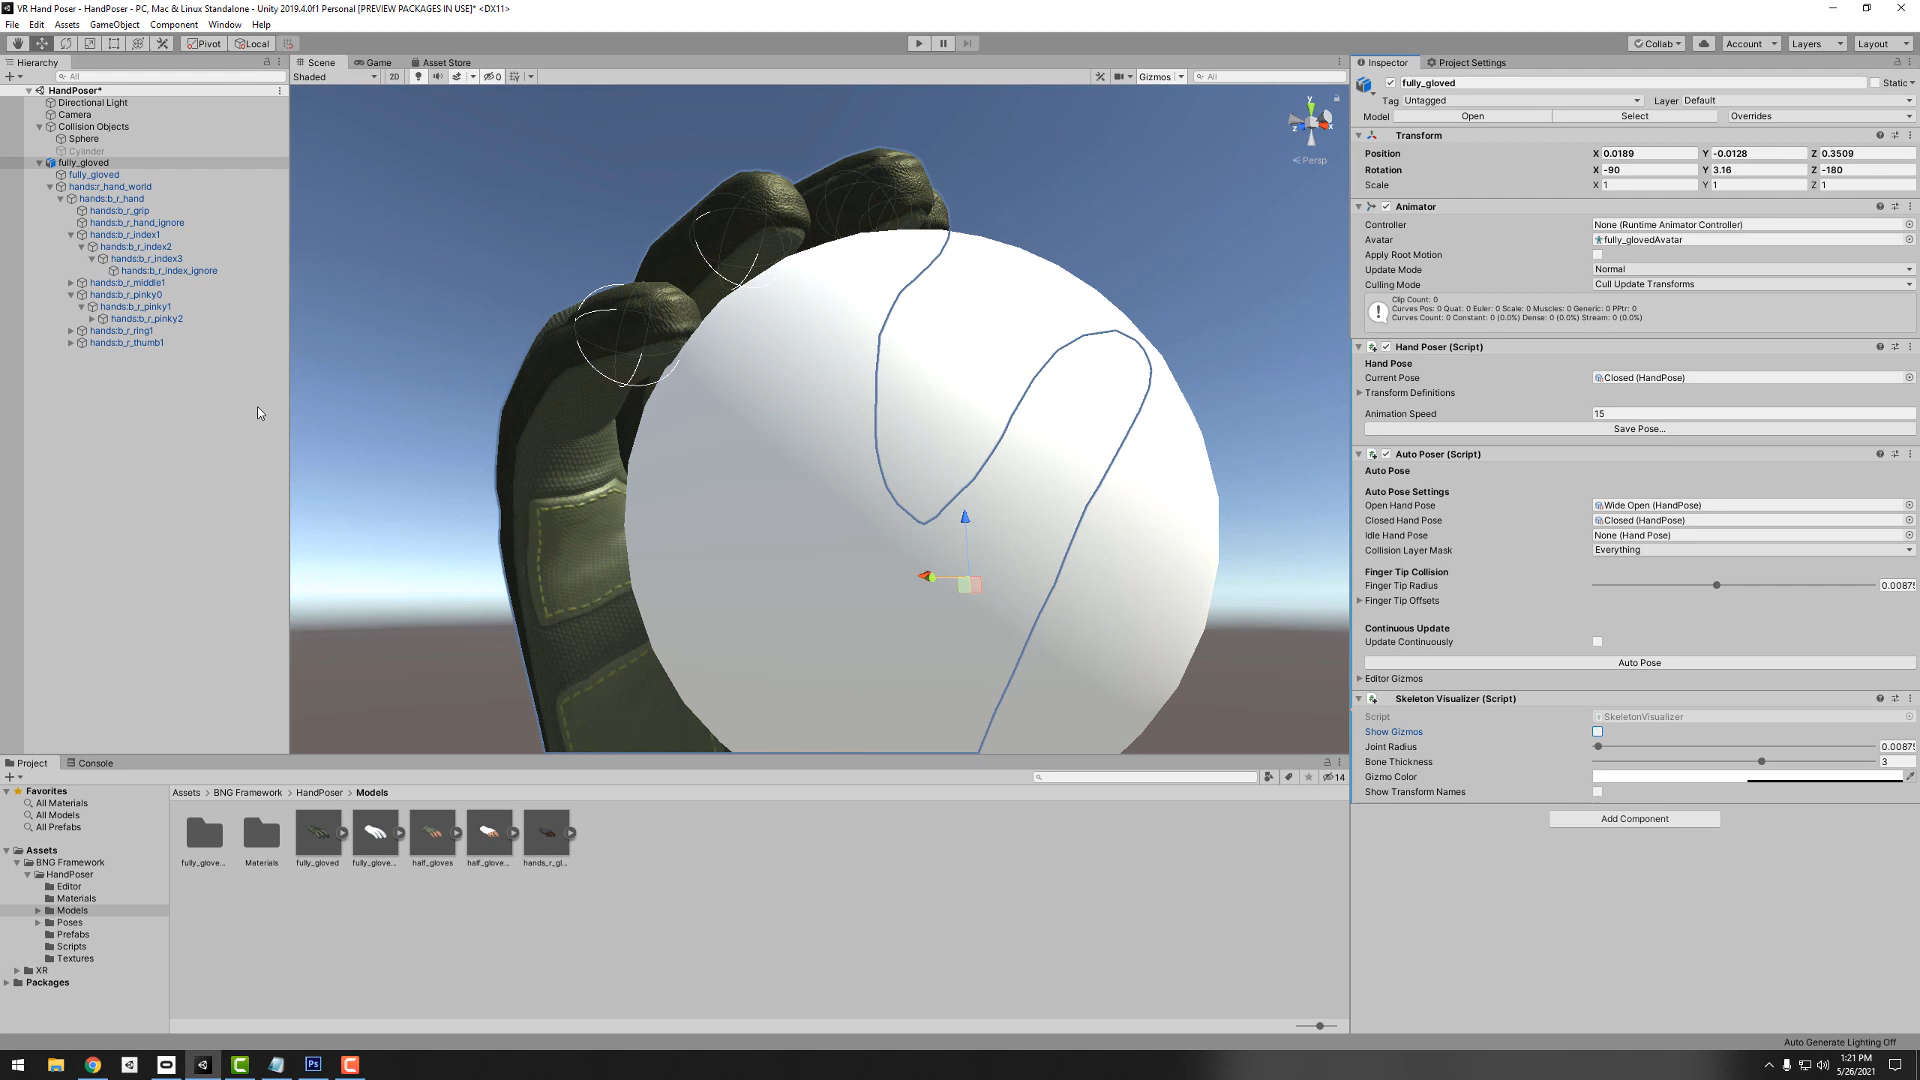 VR Hand Poser - HandPoser - PC, Mac & Linux Standalone - Unity 2019.4.0f1 Personal [PREVIEW PACKAGES IN USE]* <DX11>
File Edit Assets GameObject Component Window Help
Pivot Local Collab Account Layers Layout
Hierarchy
All
HandPoser*
Directional Light
Camera
Collision Objects
Sphere
Cylinder
fully_gloved
fully_gloved
hands:r_hand_world
hands:b_r_hand
hands:b_r_grip
hands:b_r_hand_ignore
hands:b_r_index1
hands:b_r_index2
hands:b_r_index3
hands:b_r_index_ignore
hands:b_r_middle1
hands:b_r_pinky0
hands:b_r_pinky1
hands:b_r_pinky2
hands:b_r_ring1
hands:b_r_thumb1
Scene Game Asset Store
Shaded 2D 0 Gizmos All
y
x
z
Persp
Inspector Project Settings
fully_gloved Static
Tag Untagged Layer Default
Model Open Select Overrides
Transform
Position X 0.0189 Y -0.0128 Z 0.3509
Rotation X -90 Y 3.16 Z -180
Scale X 1 Y 1 Z 1
Animator
Controller None (Runtime Animator Controller)
Avatar fully_glovedAvatar
Apply Root Motion
Update Mode Normal
Culling Mode Cull Update Transforms
Clip Count: 0
Curves Pos: 0 Quat: 0 Euler: 0 Scale: 0 Muscles: 0 Generic: 0 PPtr: 0
Curves Count: 0 Constant: 0 (0.0%) Dense: 0 (0.0%) Stream: 0 (0.0%)
Hand Poser (Script)
Hand Pose
Current Pose Closed (HandPose)
Transform Definitions
Animation Speed 15
Save Pose...
Auto Poser (Script)
Auto Pose
Auto Pose Settings
Open Hand Pose Wide Open (HandPose)
Closed Hand Pose Closed (HandPose)
Idle Hand Pose None (Hand Pose)
Collision Layer Mask Everything
Finger Tip Collision
Finger Tip Radius 0.0087
Finger Tip Offsets
Continuous Update
Update Continuously
Auto Pose
Editor Gizmos
Skeleton Visualizer (Script)
Script SkeletonVisualizer
Show Gizmos
Joint Radius 0.0087
Bone Thickness 3
Gizmo Color
Show Transform Names
Add Component
Project Console
14
Favorites
All Materials
All Models
All Prefabs
Assets
BNG Framework
HandPoser
Editor
Materials
Models
Poses
Prefabs
Scripts
Textures
XR
Packages
Assets > BNG Framework > HandPoser > Models
fully_glove... Materials fully_gloved fully_glove... half_gloves half_glove... hands_r_gl...
Auto Generate Lighting Off
Ps
1:21 PM
5/26/2021